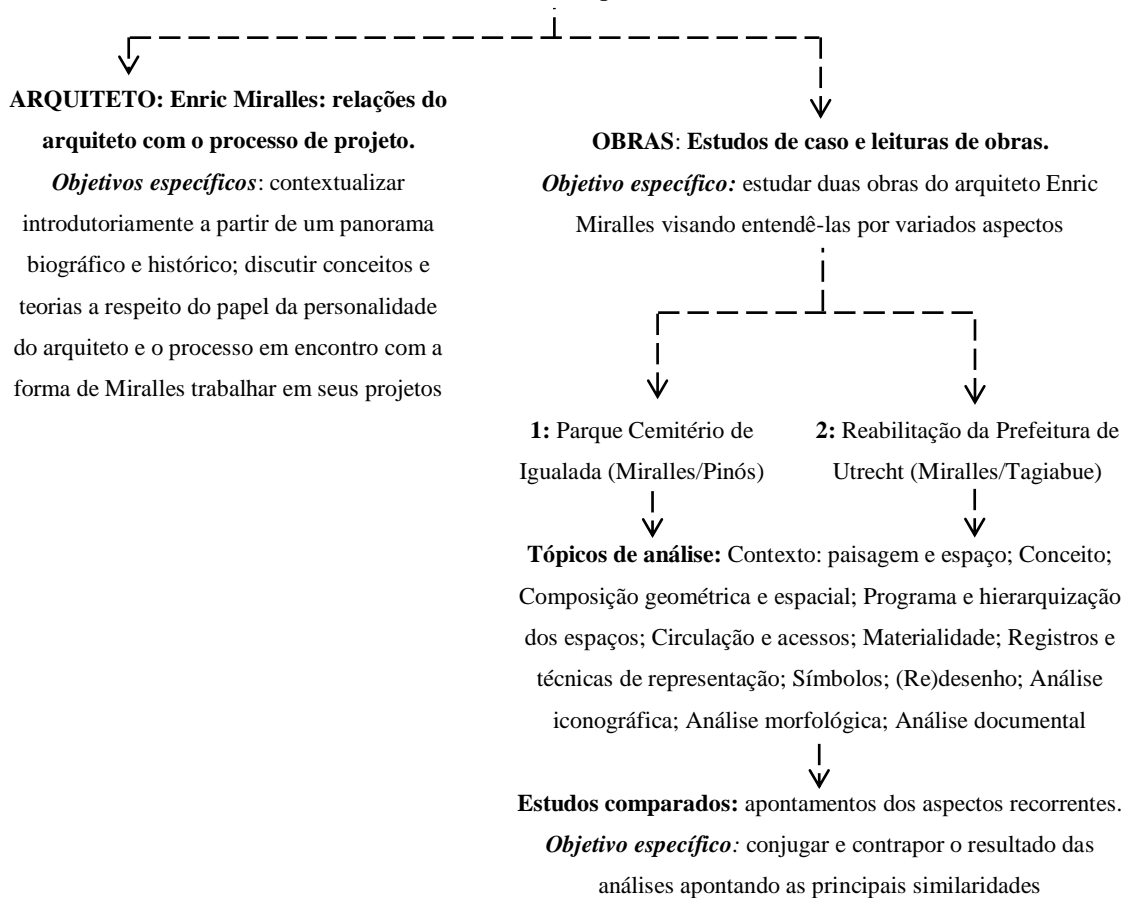 ARQUITETO: Enric Miralles: relações do
arquiteto com o processo de projeto.
Objetivos específicos: contextualizar
introdutoriamente a partir de um panorama
biográfico e histórico; discutir conceitos e
teorias a respeito do papel da personalidade
do arquiteto e o processo em encontro com a
forma de Miralles trabalhar em seus projetos
OBRAS: Estudos de caso e leituras de obras.
Objetivo específico: estudar duas obras do arquiteto Enric
Miralles visando entendê-las por variados aspectos
1: Parque Cemitério de
Igualada (Miralles/Pinós)
2: Reabilitação da Prefeitura de
Utrecht (Miralles/Tagiabue)
Tópicos de análise: Contexto: paisagem e espaço; Conceito;
Composição geométrica e espacial; Programa e hierarquização
dos espaços; Circulação e acessos; Materialidade; Registros e
técnicas de representação; Símbolos; (Re)desenho; Análise
iconográfica; Análise morfológica; Análise documental
Estudos comparados: apontamentos dos aspectos recorrentes.
Objetivo específico: conjugar e contrapor o resultado das
análises apontando as principais similaridades